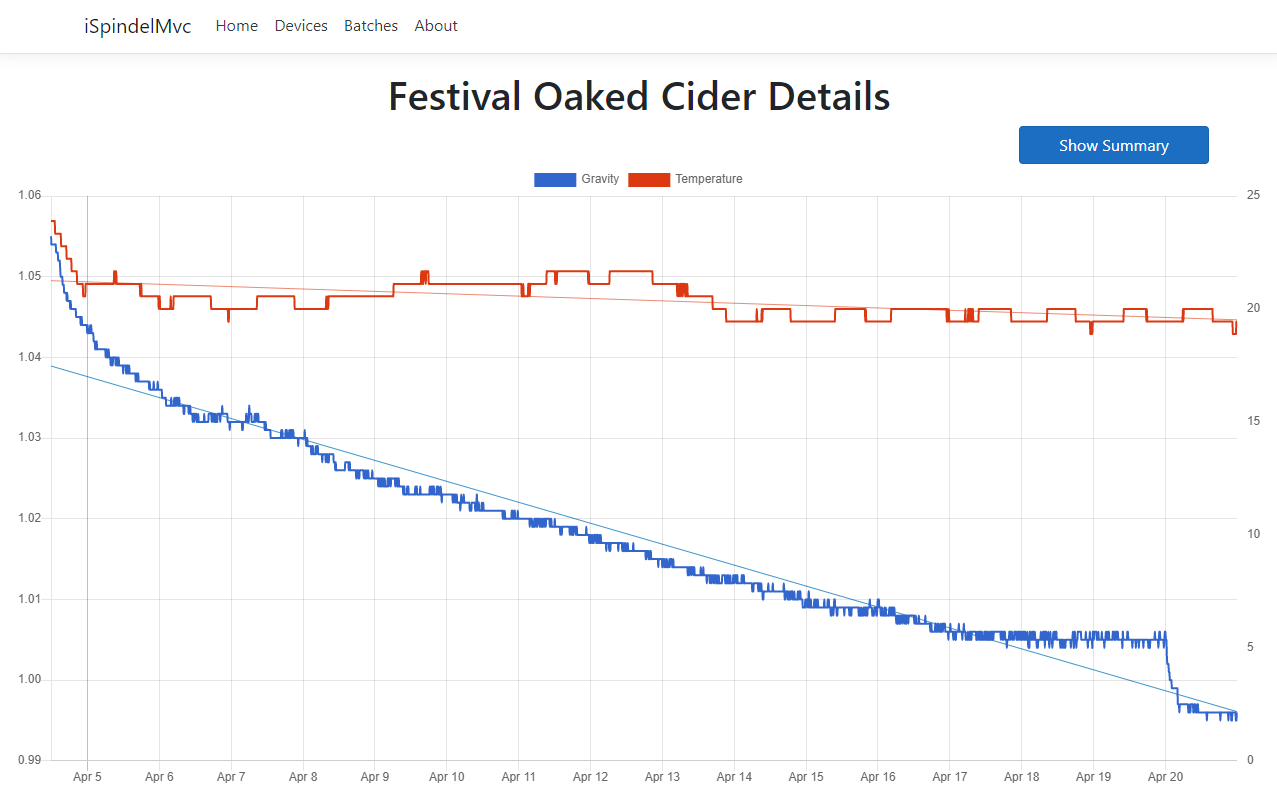 iSpindelMvc Home Devices Batches About
Festival Oaked Cider Details
Show Summary
Gravity Temperature
1.06 25
1.05
20
1.04
1.03
15
1.02
10
1.01
5
1.00
0.99 0
Apr 5 Apr 6 Apr 7 Apr 8 Apr 9 Apr 10 Apr 11 Apr 12 Apr 13 Apr 14 Apr 15 Apr 16 Apr 17 Apr 18 Apr 19 Apr 20